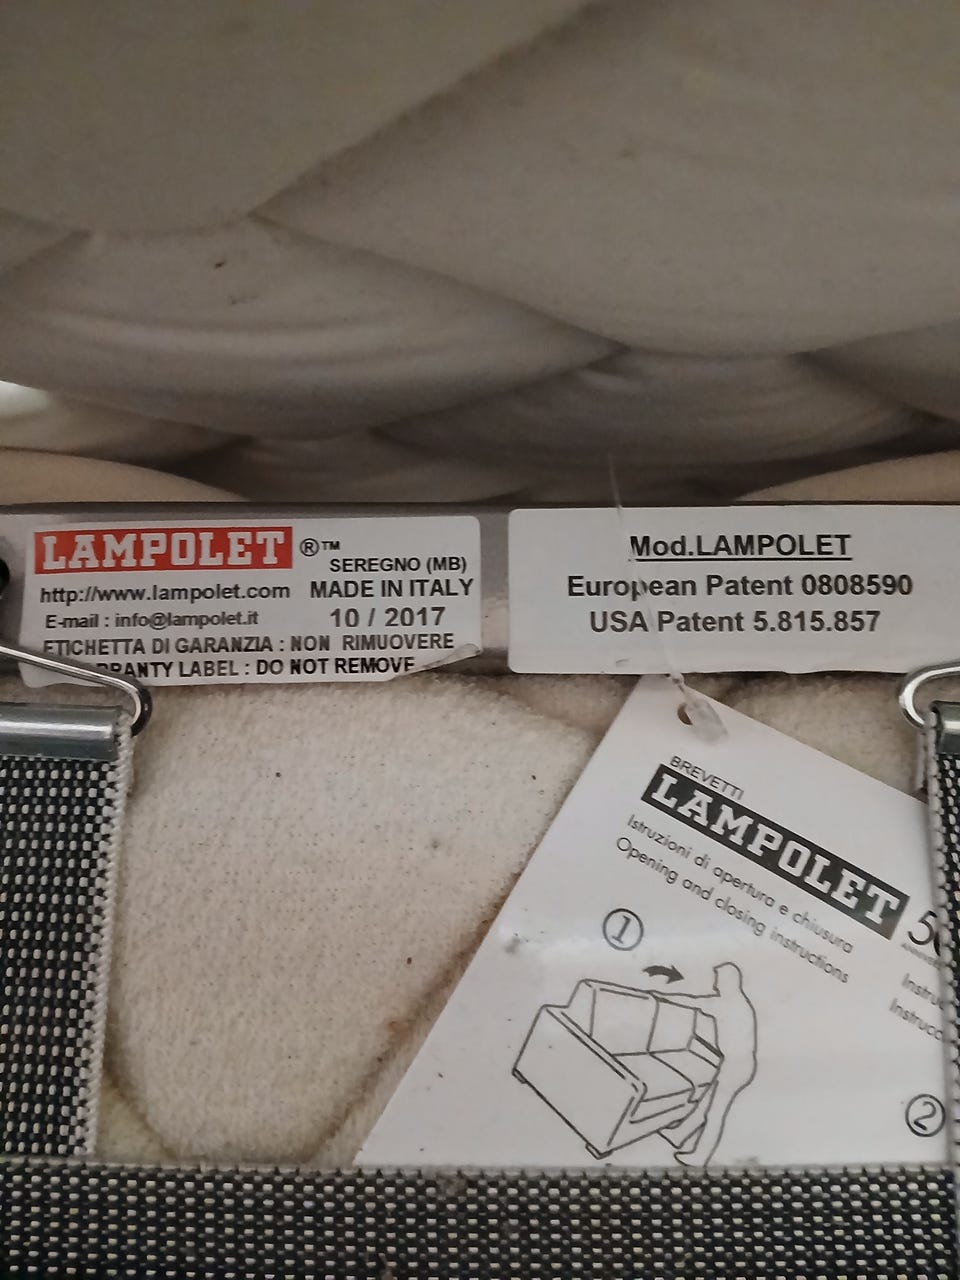 LAMPOLET ®™
SEREGNO (MB)
http://www.lampolet.com MADE IN ITALY
E-mail : info@lampolet.it 10 / 2017
ETICHETTA DI GARANZIA : NON RIMUOVERE
RRANTY LABEL : DO NOT REMOVE
Mod.LAMPOLET
European Patent 0808590
USA Patent 5.815.857
BREVETTI
LAMPOLET
Istruzioni di apertura e chiusura
Opening and closing instructions
1
2